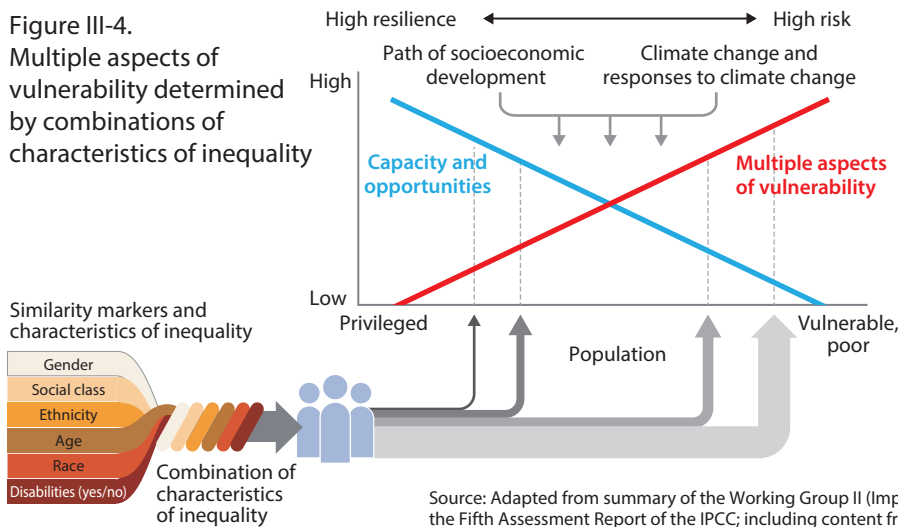 Figure III-4.
Multiple aspects of
vulnerability determined
by combinations of
characteristics of inequality
High resilience
High risk
Path of socioeconomic
development
Climate change and
responses to climate change
High
Capacity and
opportunities
Multiple aspects
of vulnerability
Low
Privileged
Population
Vulnerable,
poor
Similarity markers and
characteristics of inequality
Gender
Social class
Ethnicity
Age
Race
Disabilities (yes/no)
Combination of
characteristics
of inequality
Source: Adapted from summary of the Working Group II (Imp
the Fifth Assessment Report of the IPCC; including content fr